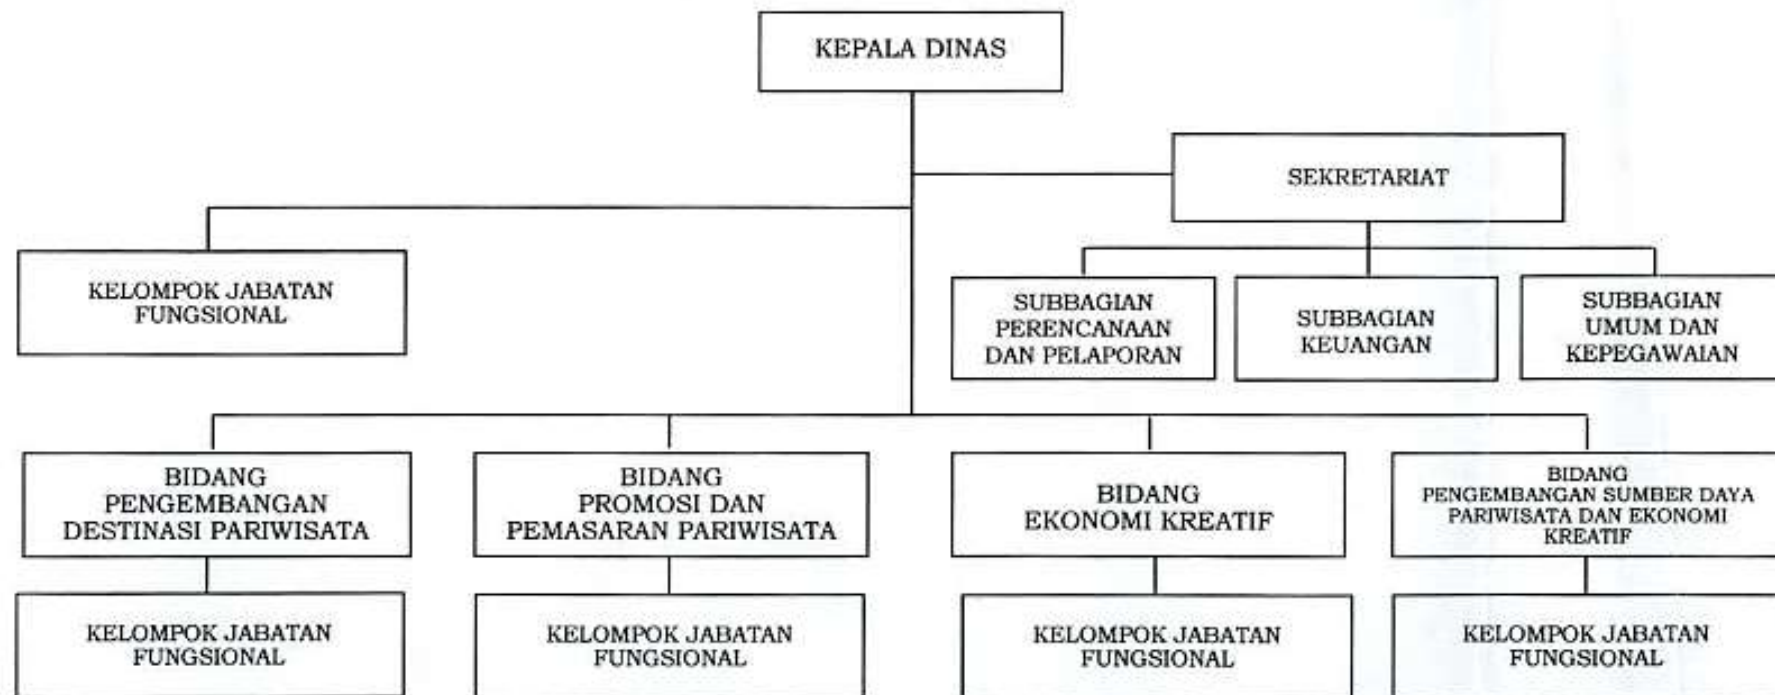 KEPALA DINAS
SEKRETARIAT
KELOMPOK JABATAN
FUNGSIONAL
SUBBAGIAN
PERENCANAAN
DAN PELAPORAN
SUBBAGIAN
KEUANGAN
SUBBAGIAN
UMUM DAN
KEPEGAWAIAN
BIDANG
PENGEMBANGAN
DESTINASI PARIWISATA
BIDANG
PROMOSI DAN
PEMASARAN PARIWISATA
BIDANG
EKONOMI KREATIF
BIDANG
PENGEMBANGAN SUMBER DAYA
PARIWISATA DAN EKONOMI
KREATIF
KELOMPOK JABATAN
FUNGSIONAL
KELOMPOK JABATAN
FUNGSIONAL
KELOMPOK JABATAN
FUNGSIONAL
KELOMPOK JABATAN
FUNGSIONAL